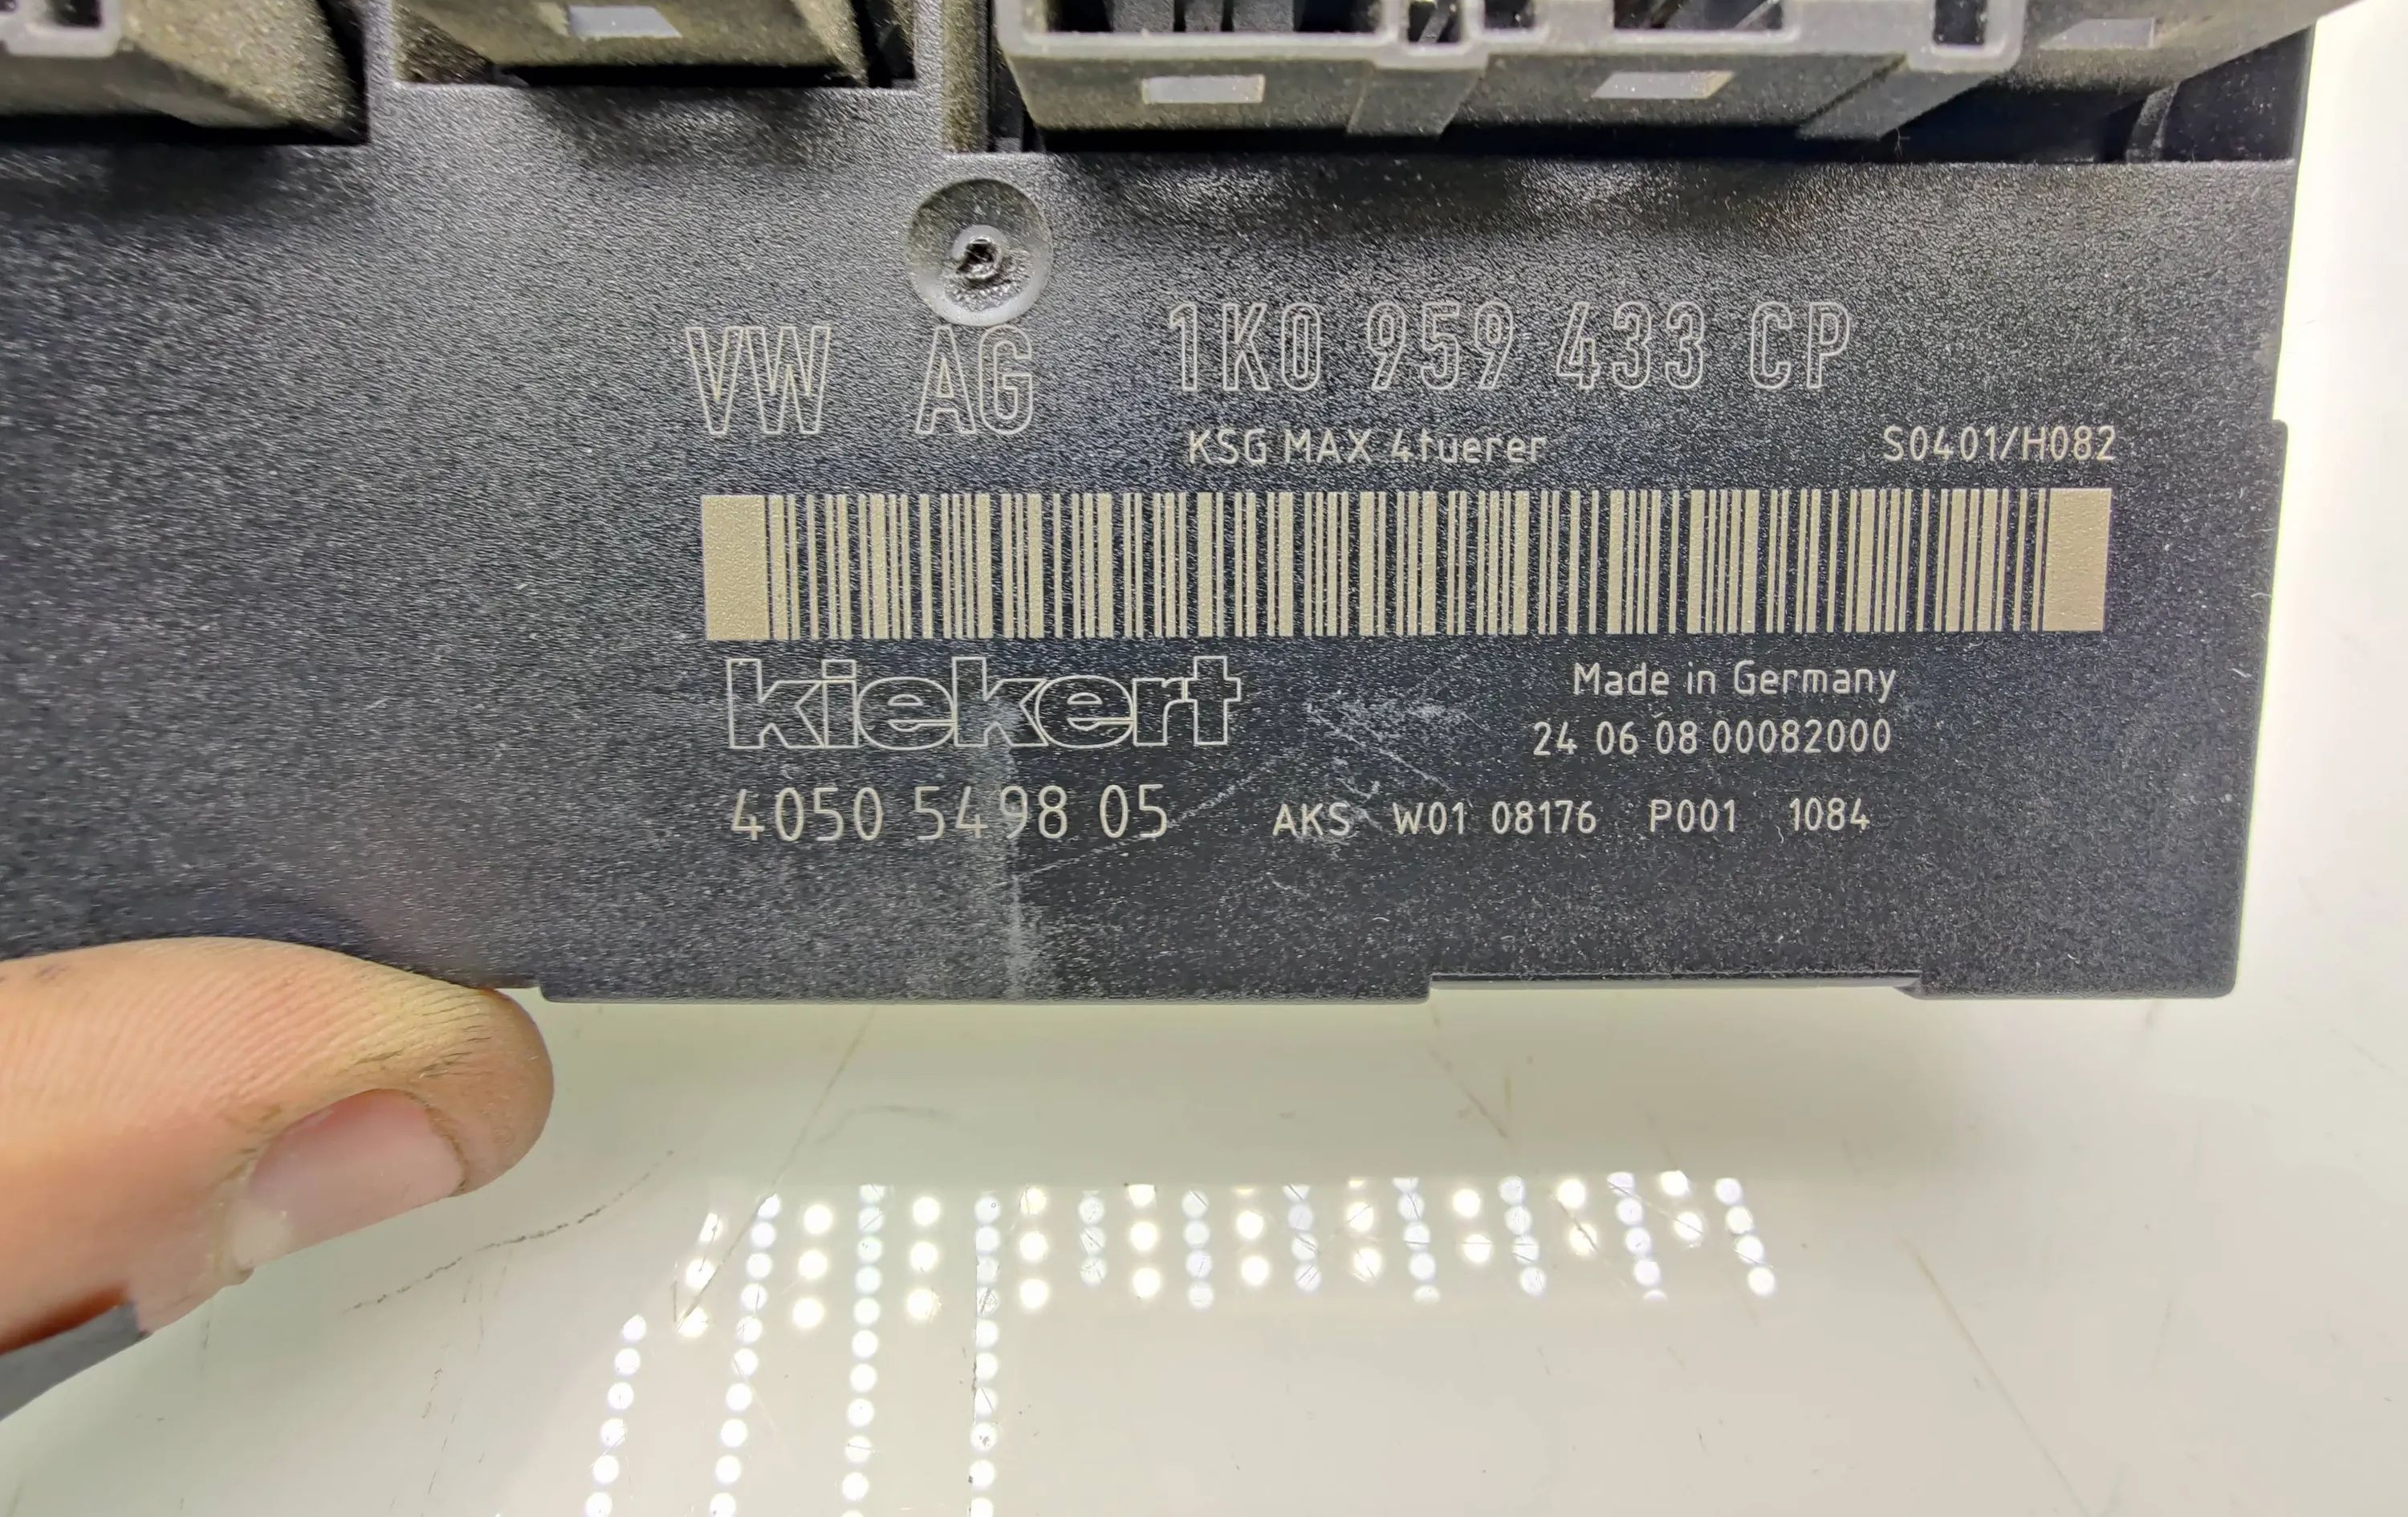 VW AG 1K0 959 433 CP
KSG MAX 4tuerer S0401/H082
kiekert
Made in Germany
24 06 08 00082000
4050 5498 05 AKS W01 08176 P001 1084